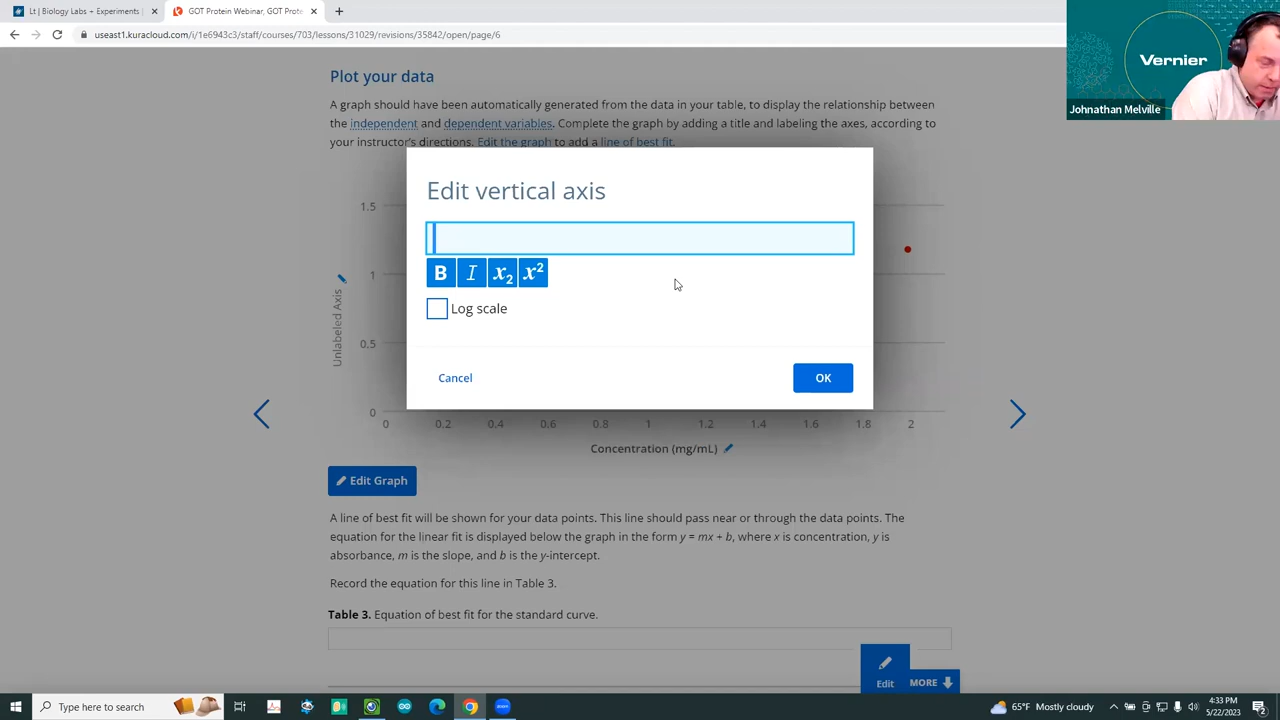 Lt | Biology Labs + Experiments |
GOT Protein Webinar, GOT Prote
useast1.kuracloud.com/i/1e6943c3/staff/courses/703/lessons/31029/revisions/35842/open/page/6
Vernier
Johnathan Melville
Plot your data
A graph should have been automatically generated from the data in your table, to display the relationship between
the independent and dependent variables. Complete the graph by adding a title and labeling the axes, according to
your instructor's directions. Edit the graph to add a line of best fit.
Edit vertical axis
B I x2 x2
Log scale
Cancel
OK
1.5
1
0.5
0
Unlabeled Axis
0 0.2 0.4 0.6 0.8 1 1.2 1.4 1.6 1.8 2
Concentration (mg/mL)
Edit Graph
A line of best fit will be shown for your data points. This line should pass near or through the data points. The
equation for the linear fit is displayed below the graph in the form y = mx + b, where x is concentration, y is
absorbance, m is the slope, and b is the y-intercept.
Record the equation for this line in Table 3.
Table 3. Equation of best fit for the standard curve.
Edit
MORE
Type here to search
65°F Mostly cloudy
4:33 PM
5/22/2023
2